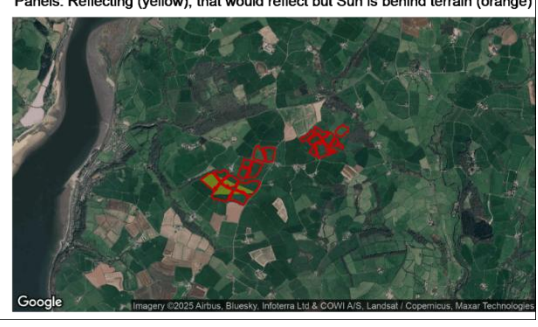 Panels: Reflecting (yellow), that would reflect but Sun is behind terrain (orange)
Google
Imagery ©2025 Airbus, Bluesky, Infoterra Ltd & COWI A/S, Landsat / Copernicus, Maxar Technologies